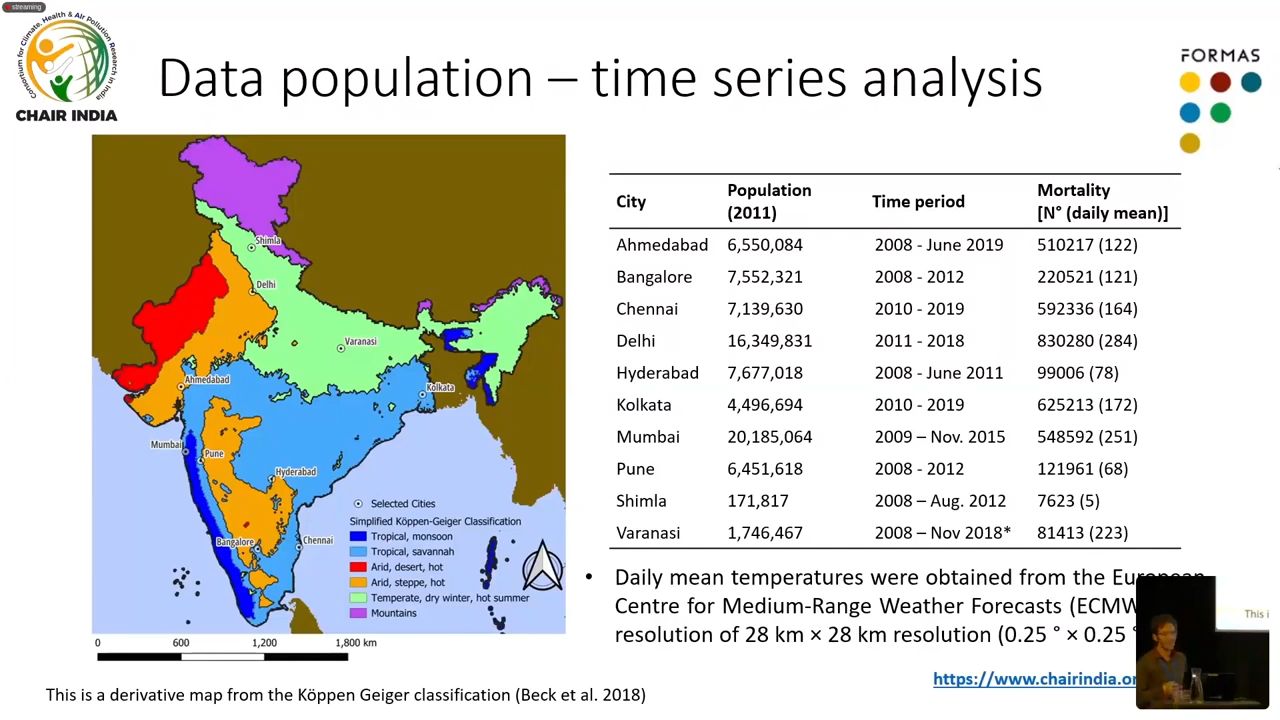 streaming
Consortium for Climate, Health & Air Pollution Research in India
CHAIR INDIA
Data population – time series analysis
FORMAS
Shimla
Delhi
Varanasi
Ahmedabad
Kolkata
Mumbai
Pune
Hyderabad
Bangalore
Chennai
Selected Cities
Simplified Köppen-Geiger Classification
Tropical, monsoon
Tropical, savannah
Arid, desert, hot
Arid, steppe, hot
Temperate, dry winter, hot summer
Mountains
0 600 1,200 1,800 km
This is a derivative map from the Köppen Geiger classification (Beck et al. 2018)
City Population (2011) Time period Mortality [N° (daily mean)]
Ahmedabad 6,550,084 2008 - June 2019 510217 (122)
Bangalore 7,552,321 2008 - 2012 220521 (121)
Chennai 7,139,630 2010 - 2019 592336 (164)
Delhi 16,349,831 2011 - 2018 830280 (284)
Hyderabad 7,677,018 2008 - June 2011 99006 (78)
Kolkata 4,496,694 2010 - 2019 625213 (172)
Mumbai 20,185,064 2009 – Nov. 2015 548592 (251)
Pune 6,451,618 2008 - 2012 121961 (68)
Shimla 171,817 2008 – Aug. 2012 7623 (5)
Varanasi 1,746,467 2008 – Nov 2018* 81413 (223)
• Daily mean temperatures were obtained from the European
Centre for Medium-Range Weather Forecasts (ECMW
resolution of 28 km × 28 km resolution (0.25 ° × 0.25 °
https://www.chairindia.or
This i